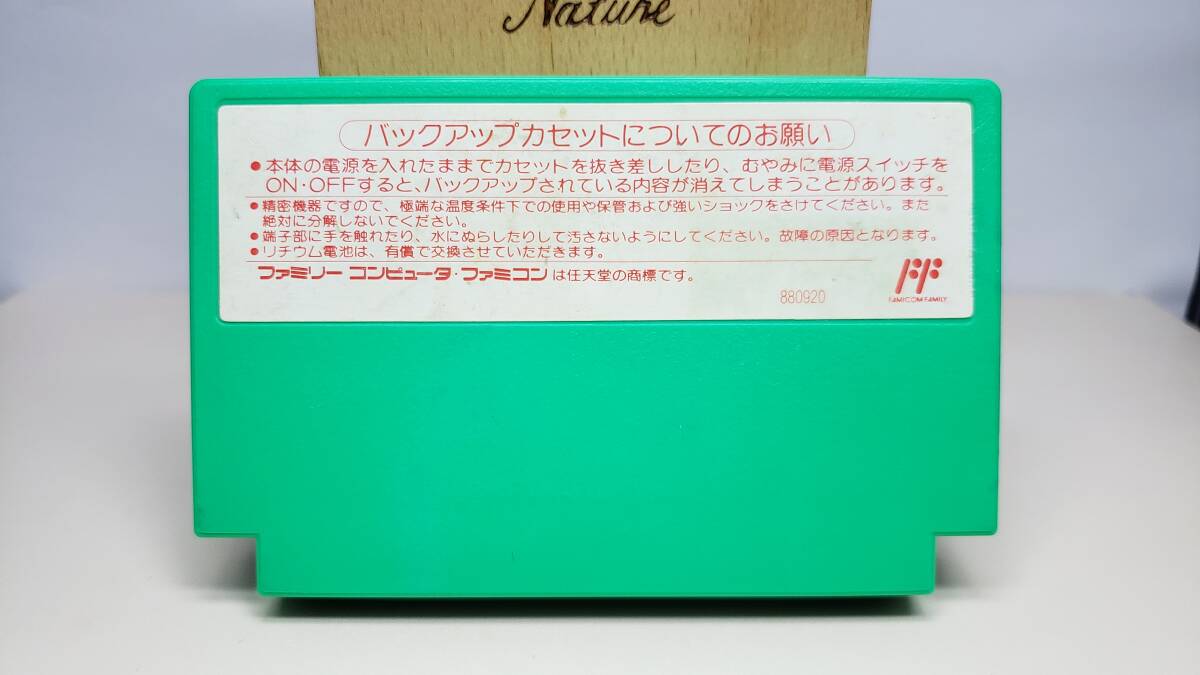 Nature
バックアップカセットについてのお願い
●本体の電源を入れたままでカセットを抜き差ししたり、むやみに電源スイッチを
ON・OFFすると、バックアップされている内容が消えてしまうことがあります。
●精密機器ですので、極端な温度条件下での使用や保管および強いショックをさけてください。また
絶対に分解しないでください。
●端子部に手を触れたり、水にぬらしたりして汚さないようにしてください。故障の原因となります。
●リチウム電池は、有償で交換させていただきます。
ファミリーコンピュータ・ファミコンは任天堂の商標です。
FF
FAMICOM FAMILY
880920